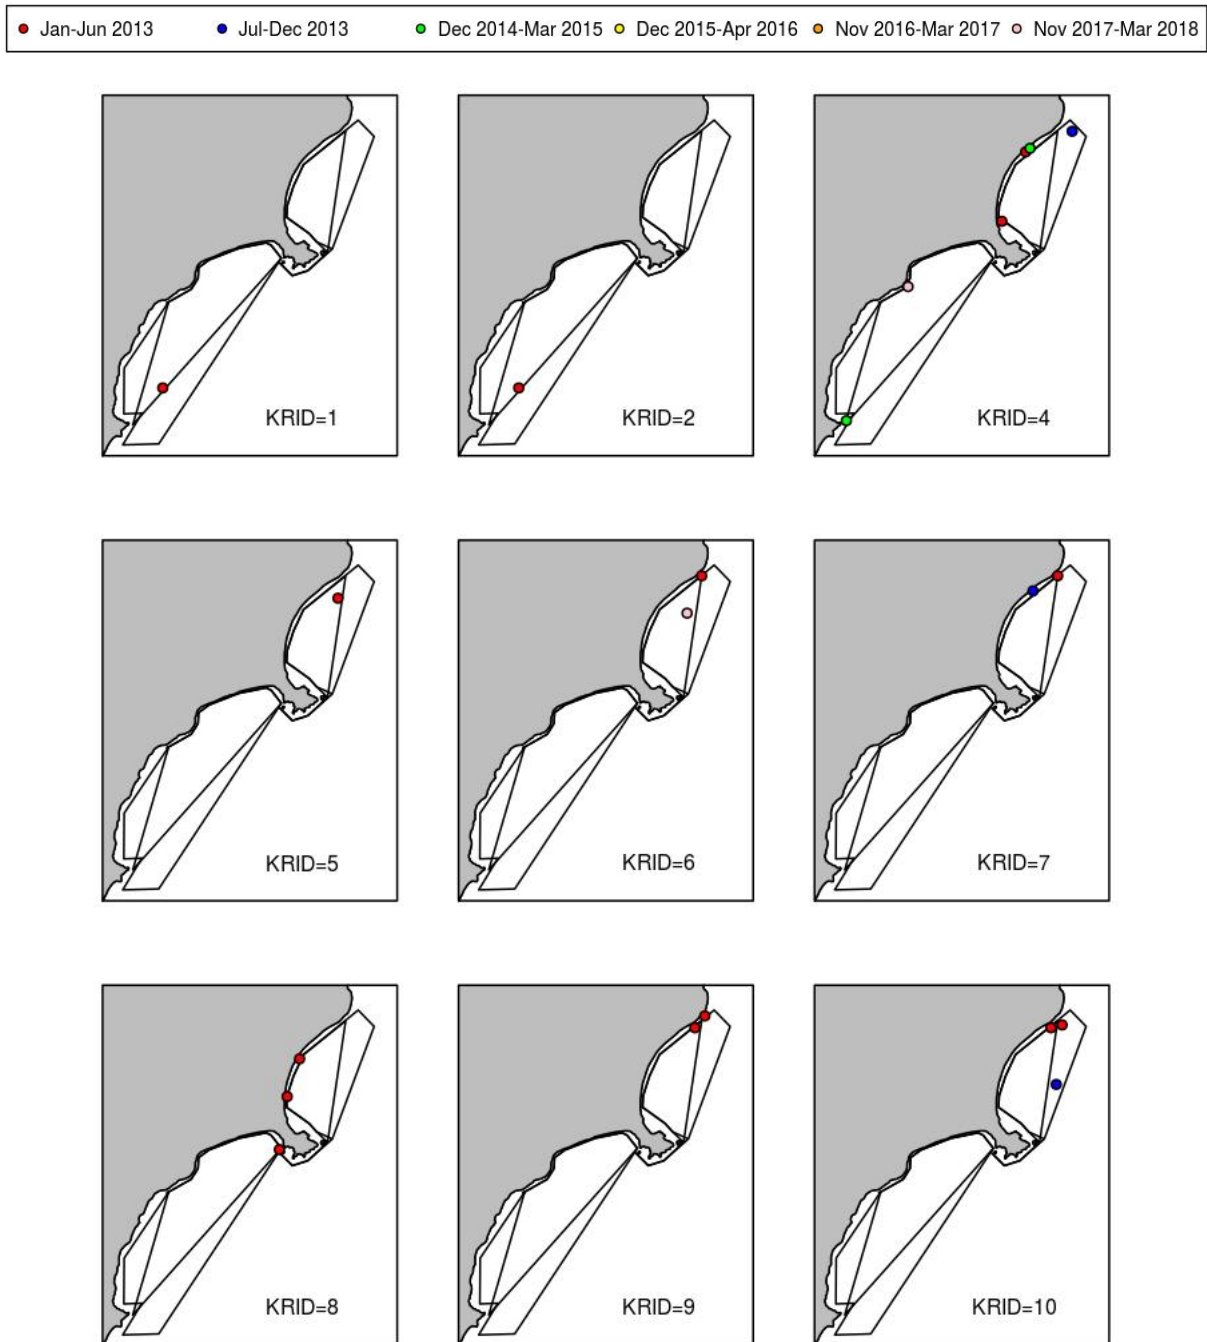 Jan-Jun 2013 Jul-Dec 2013 Dec 2014-Mar 2015 Dec 2015-Apr 2016 Nov 2016-Mar 2017 Nov 2017-Mar 2018
KRID=1 KRID=2 KRID=4
KRID=5 KRID=6 KRID=7
KRID=8 KRID=9 KRID=10